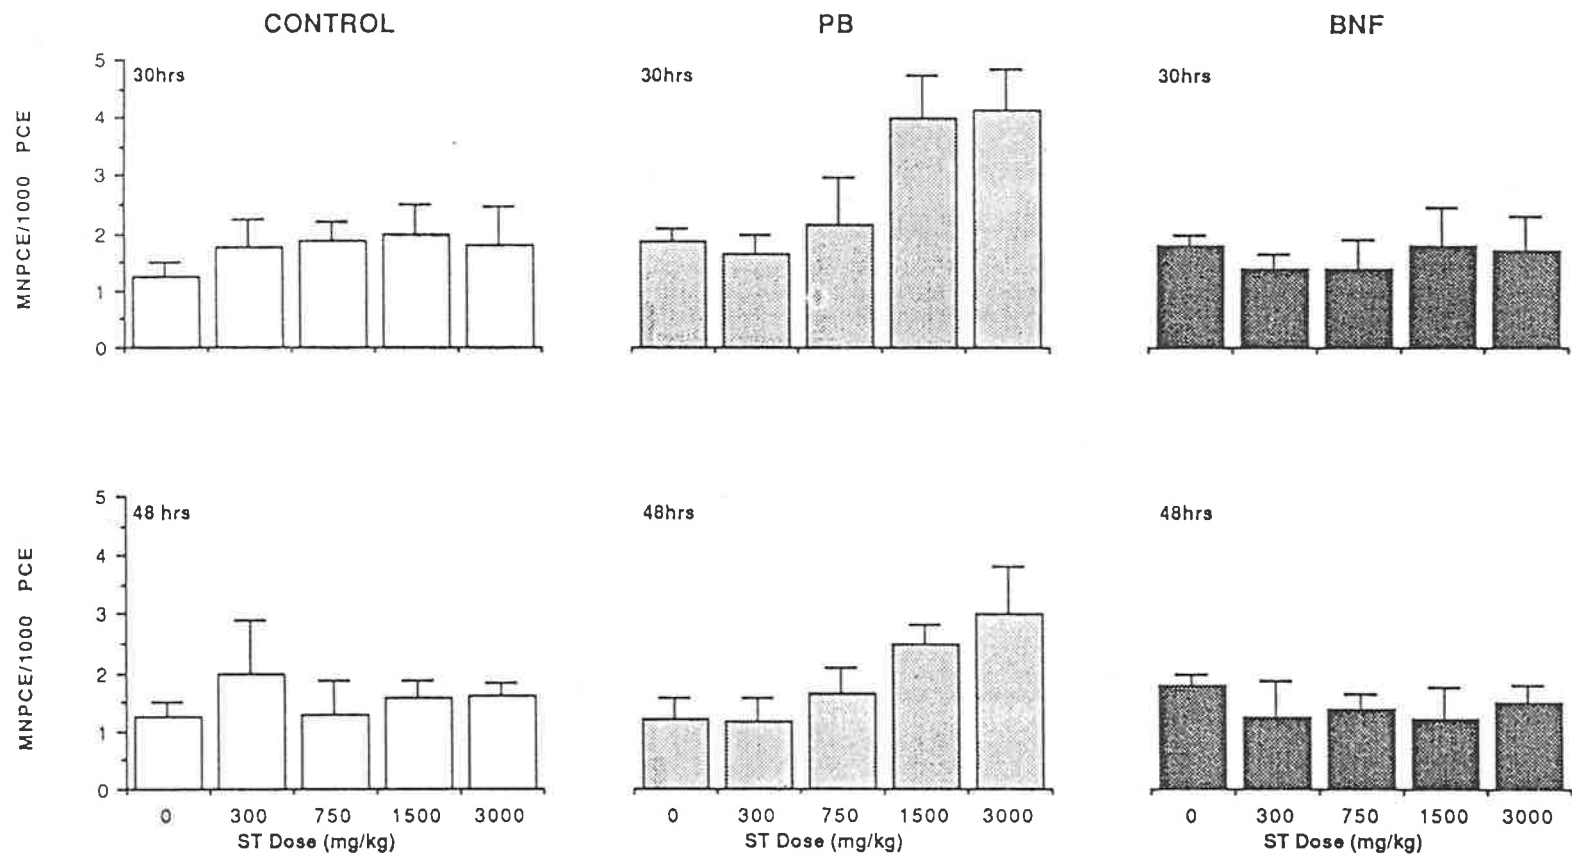 CONTROL PB BNF
5
30hrs 30hrs 30hrs
4
3
2
1
0
MNPCE/1000 PCE
5
48 hrs 48hrs 48hrs
4
3
2
1
0
MNPCE/1000 PCE
0 300 750 1500 3000 0 300 750 1500 3000 0 300 750 1500 3000
ST Dose (mg/kg) ST Dose (mg/kg) ST Dose (mg/kg)